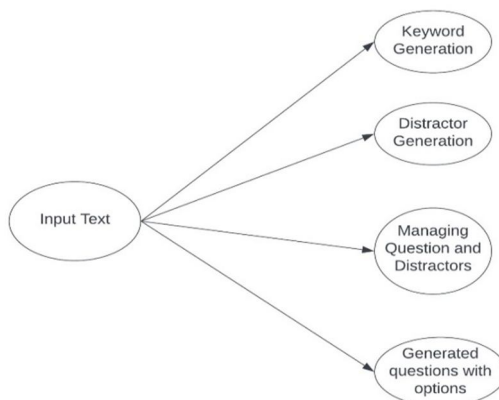 Keyword
Generation
Distractor
Generation
Input Text
Managing
Question and
Distractors
Generated
questions with
options